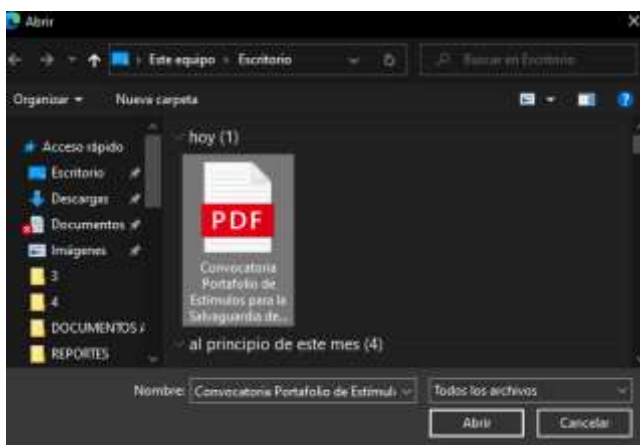 Abrir
Este equipo › Escritorio
Buscar en Escritorio
Organizar
Nueva carpeta
Acceso rápido
Escritorio
Descargas
Documentos
Imágenes
3
4
DOCUMENTOS A
REPORTES
hoy (1)
PDF
Convocatoria
Portafolio de
Estímulos para la
Salvaguardia de...
al principio de este mes (4)
Nombre: Convocatoria Portafolio de Estímul
Todos los archivos
Abrir
Cancelar